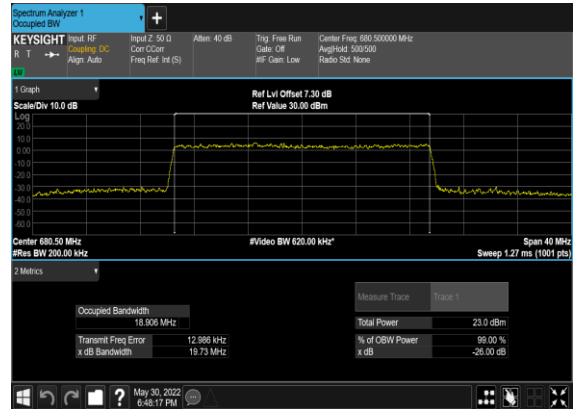 Spectrum Analyzer 1
Occupied BW
+
KEYSIGHT Input: RF Input Z: 50 Ω Atten: 40 dB Trig: Free Run Center Freq: 680.500000 MHz
R T Coupling: DC Corr CCorr Gate: Off Avg|Hold: 500/500
Align: Auto Freq Ref: Int (S) #IF Gain: Low Radio Std: None
1 Graph
Ref Lvl Offset 7.30 dB
Scale/Div 10.0 dB Ref Value 30.00 dBm
Log
20.0
10.0
0.00
-10.0
-20.0
-30.0
-40.0
-50.0
-60.0
Center 680.50 MHz #Video BW 620.00 kHz* Span 40 MHz
#Res BW 200.00 kHz Sweep 1.27 ms (1001 pts)
2 Metrics
Measure Trace Trace 1
Occupied Bandwidth
18.906 MHz Total Power 23.0 dBm
Transmit Freq Error 12.986 kHz % of OBW Power 99.00 %
x dB Bandwidth 19.73 MHz x dB -26.00 dB
?
May 30, 2022
6:48:17 PM